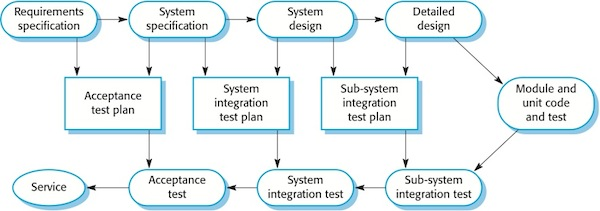 Requirements
specification
System
specification
System
design
Detailed
design
Acceptance
test plan
System
integration
test plan
Sub-system
integration
test plan
Module and
unit code
and test
Service
Acceptance
test
System
integration test
Sub-system
integration test